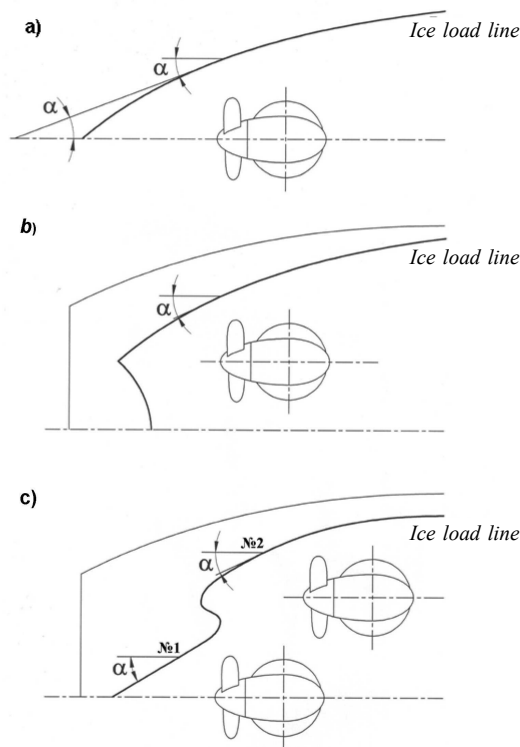 a)
Ice load line
α
α
b)
Ice load line
α
c)
Ice load line
№2
α
№1
α